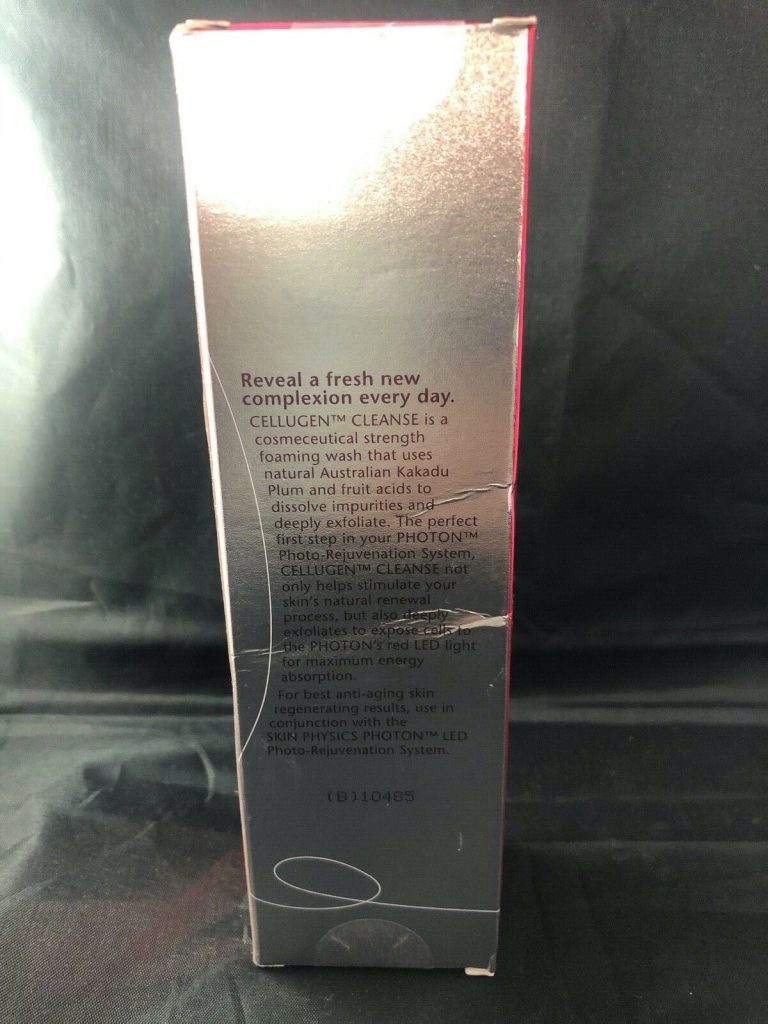 Reveal a fresh new
complexion every day.
CELLUGEN™ CLEANSE is a
cosmeceutical strength
foaming wash that uses
natural Australian Kakadu
Plum and fruit acids to
dissolve impurities and
deeply exfoliate. The perfect
first step in your PHOTON™
Photo-Rejuvenation System,
CELLUGEN™ CLEANSE not
only helps stimulate your
skin's natural renewal
process, but also deeply
exfoliates to expose cells to
the PHOTON's red LED light
for maximum energy
absorption.
For best anti-aging skin
regenerating results, use in
conjunction with the
SKIN PHYSICS PHOTON™ LED
Photo-Rejuvenation System.
(B)10485